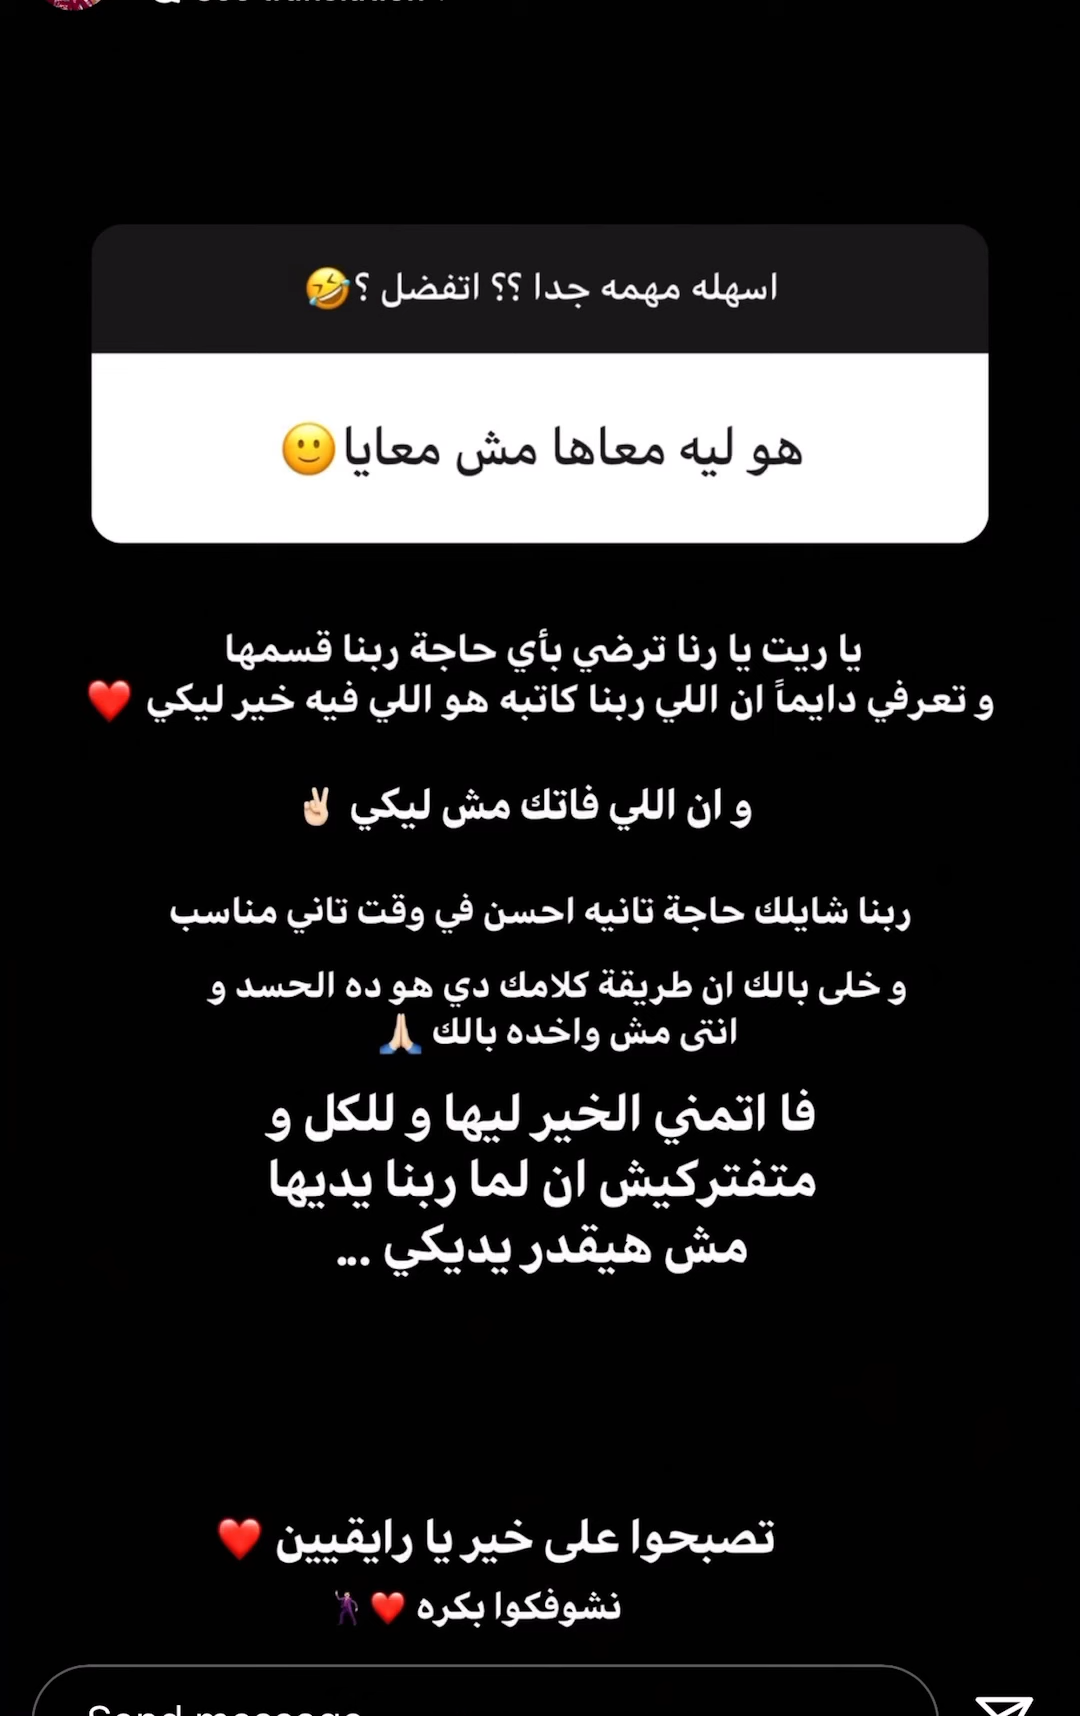 اسهله مهمه جدا ؟؟ اتفضل ؟🤣
هو ليه معاها مش معايا🙂
يا ريت يا رنا ترضي بأي حاجة ربنا قسمها
و تعرفي دايماً ان اللي ربنا كاتبه هو اللي فيه خير ليكي ❤️
و ان اللي فاتك مش ليكي ✌🏻
ربنا شايلك حاجة تانيه احسن في وقت تاني مناسب
و خلى بالك ان طريقة كلامك دي هو ده الحسد و
انتى مش واخده بالك 🙏🏻
فا اتمني الخير ليها و للكل و
متفتركيش ان لما ربنا يديها
مش هيقدر يديكي ...
تصبحوا على خير يا رايقيين ❤️
نشوفكوا بكره ❤️🕺🏻
Send message